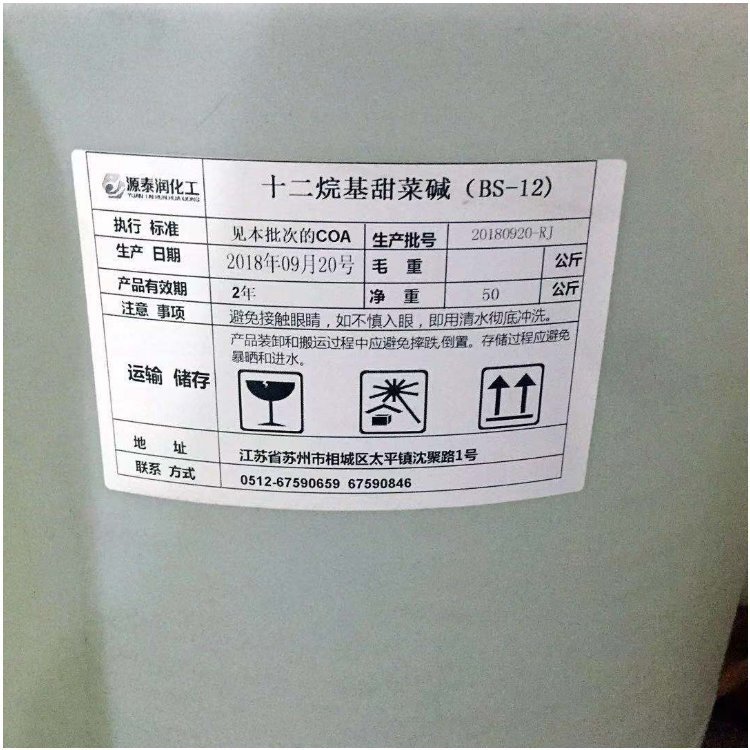 源泰润化工
YUAN TAI RUN HUA GONG
十二烷基甜菜碱（BS-12）
执行 标准
见本批次的COA
生产批号
20180920-RJ
生产 日期
2018年09月20号
毛 重
公斤
产品有效期
2年
净 重
50
公斤
注意 事项
避免接触眼睛，如不慎入眼，即用清水彻底冲洗。
运输 储存
产品装卸和搬运过程中应避免摔跌,倒置。存储过程应避免
暴晒和进水。
地 址
江苏省苏州市相城区太平镇沈聚路1号
联系 方式
0512-67590659 67590846